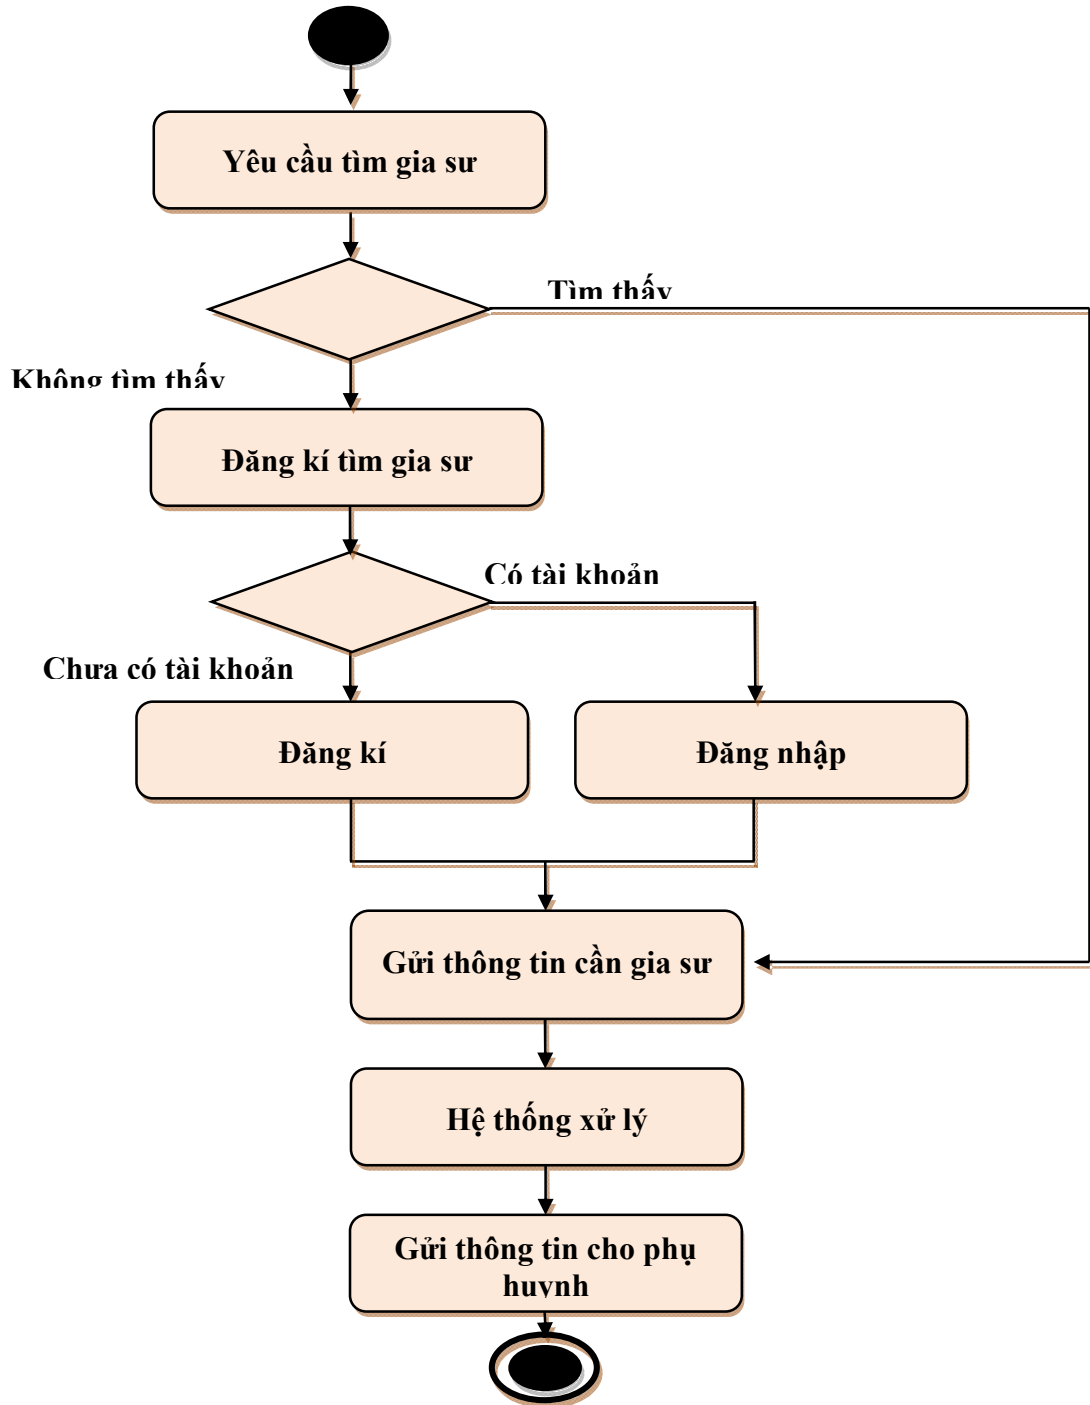 Yêu cầu tìm gia sư
Tìm thấy
Không tìm thấy
Đăng kí tìm gia sư
Có tài khoản
Chưa có tài khoản
Đăng kí
Đăng nhập
Gửi thông tin cần gia sư
Hệ thống xử lý
Gửi thông tin cho phụ
huynh